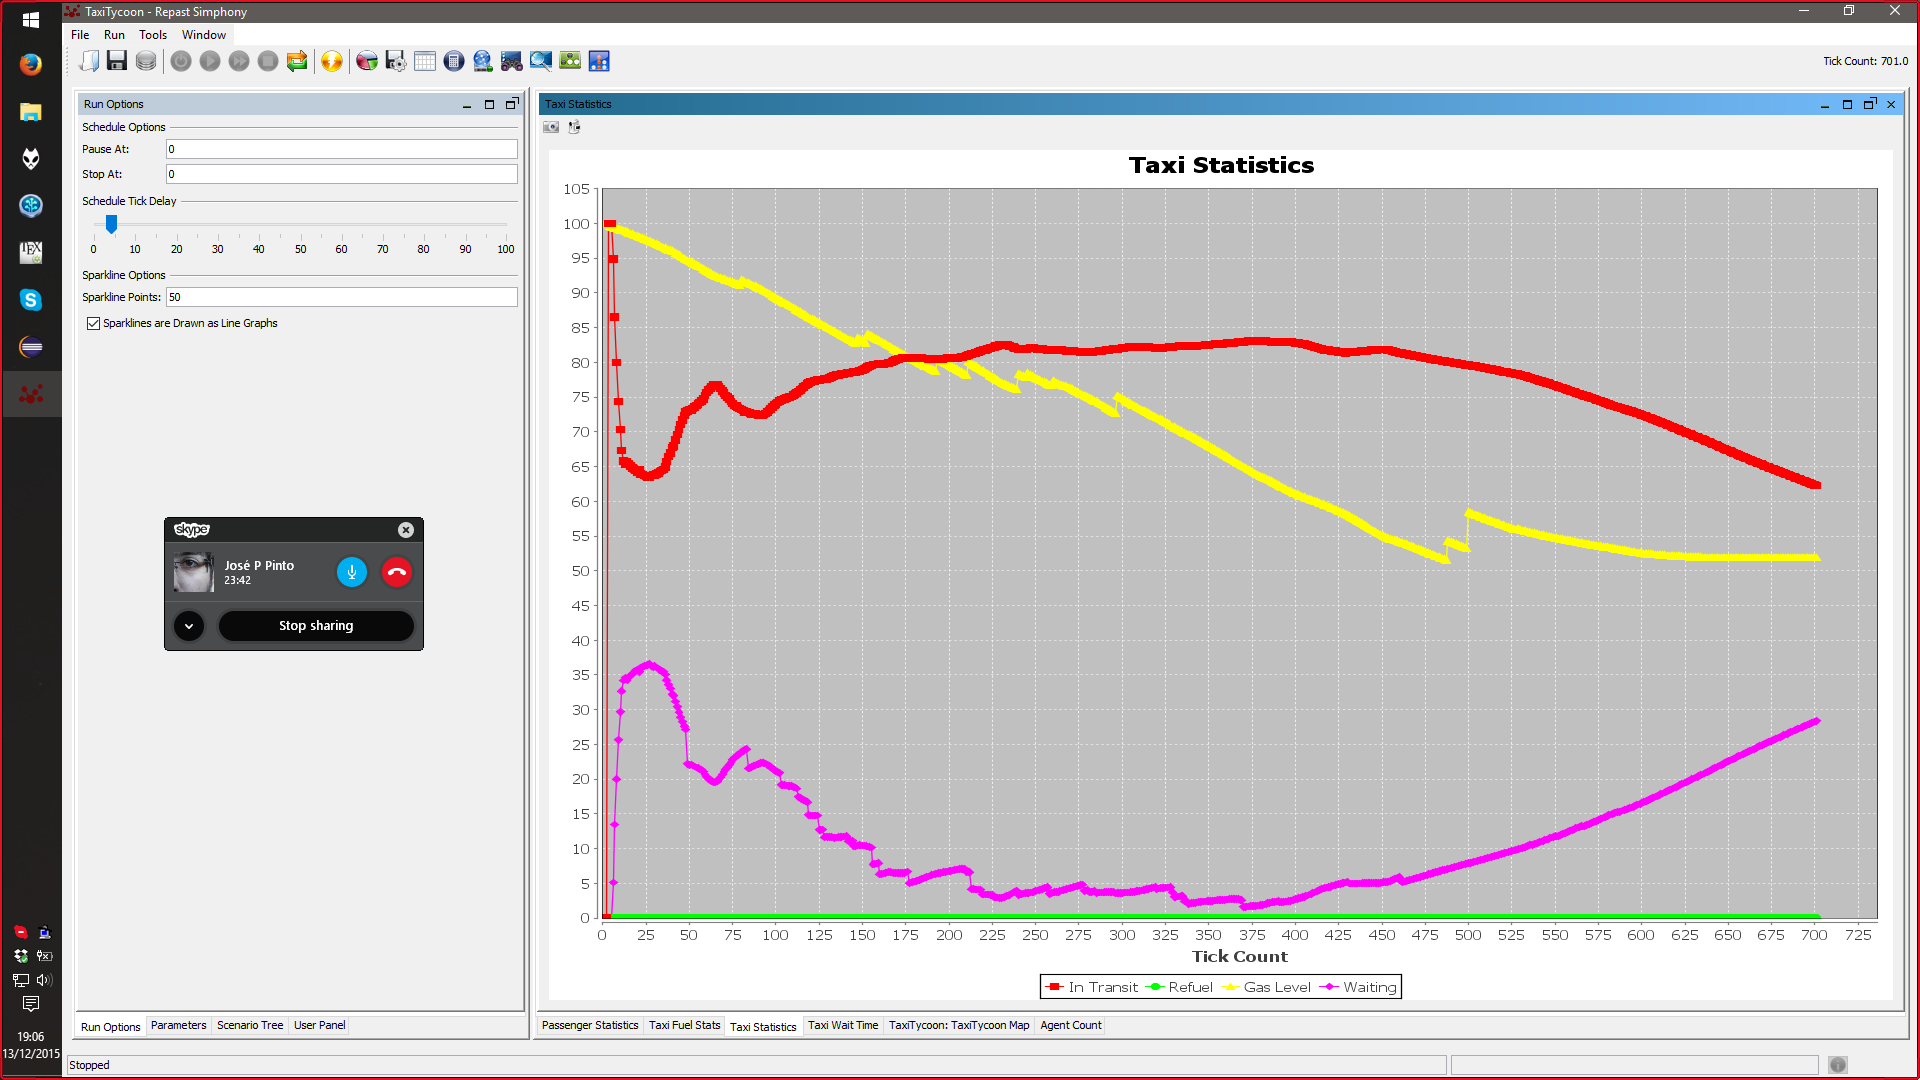 TaxiTycoon - Repast Simphony
File Run Tools Window
Tick Count: 701.0
Run Options
Schedule Options
Pause At: 0
Stop At: 0
Schedule Tick Delay
0 10 20 30 40 50 60 70 80 90 100
Sparkline Options
Sparkline Points: 50
Sparklines are Drawn as Line Graphs
skype
José P Pinto
23:42
Stop sharing
Run Options Parameters Scenario Tree User Panel
Taxi Statistics
Taxi Statistics
105
100
95
90
85
80
75
70
65
60
55
50
45
40
35
30
25
20
15
10
5
0
0 25 50 75 100 125 150 175 200 225 250 275 300 325 350 375 400 425 450 475 500 525 550 575 600 625 650 675 700 725
Tick Count
In Transit Refuel Gas Level Waiting
Passenger Statistics Taxi Fuel Stats Taxi Statistics Taxi Wait Time TaxiTycoon: TaxiTycoon Map Agent Count
TEX
19:06
13/12/2015
Stopped